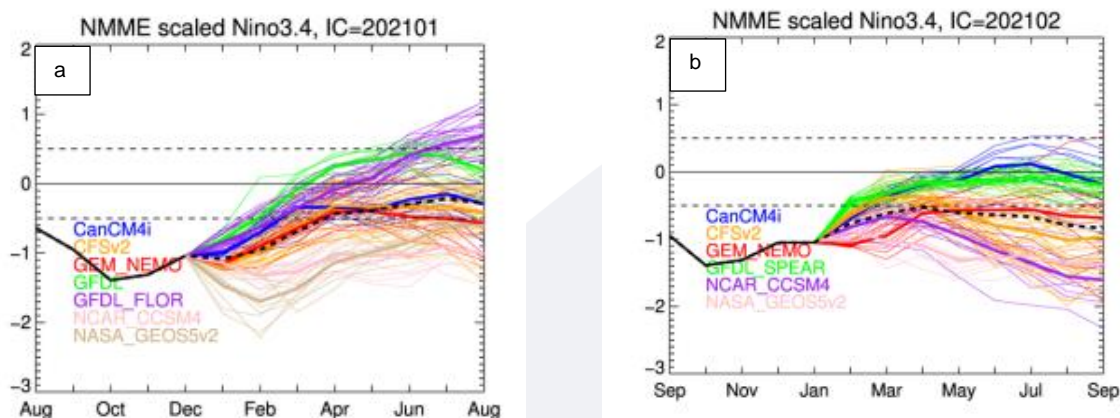 NMME scaled Nino3.4, IC=202101
a
2
1
0
−1
−2
−3
CanCM4i
CFSv2
GEM_NEMO
GFDL
GFDL_FLOR
NCAR_CCSM4
NASA_GEOS5v2
Aug Oct Dec Feb Apr Jun Aug
NMME scaled Nino3.4, IC=202102
b
2
1
0
−1
−2
−3
CanCM4i
CFSv2
GEM_NEMO
GFDL_SPEAR
NCAR_CCSM4
NASA_GEOS5v2
Sep Nov Jan Mar May Jul Sep